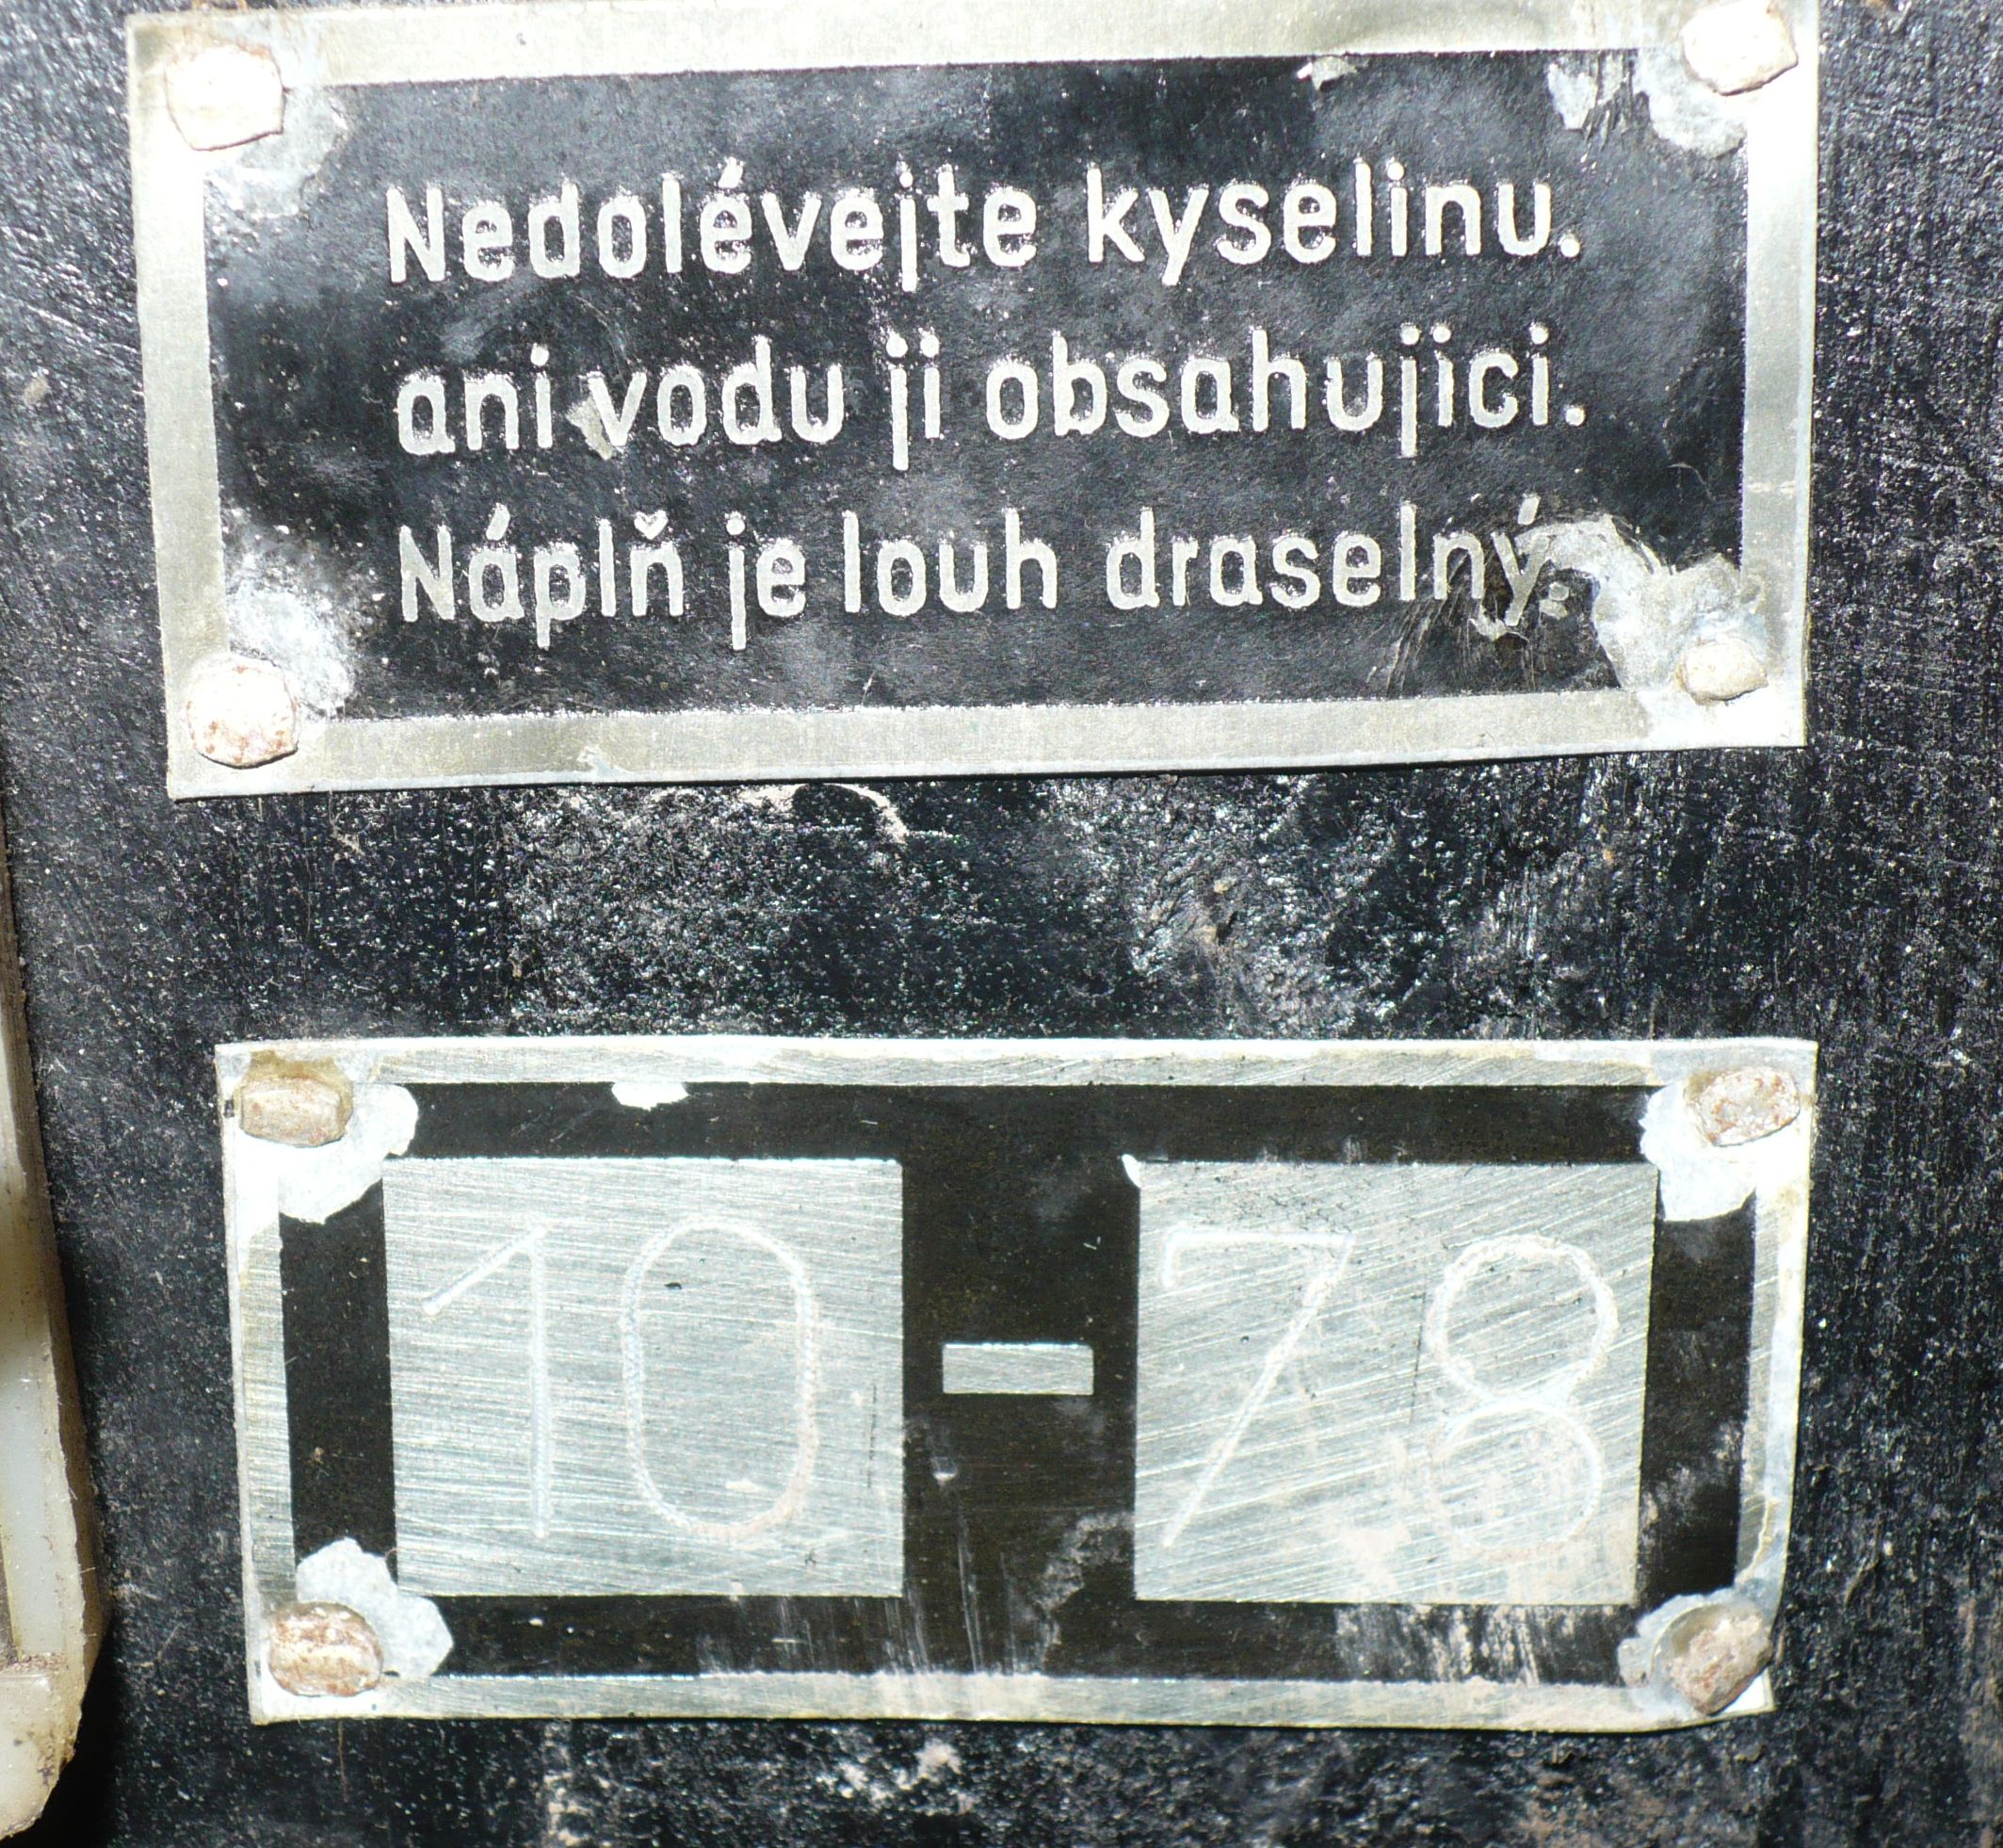 Nedolévejte kyselinu.
ani vodu ji obsahujici.
Náplň je louh draselný.
10 - 78